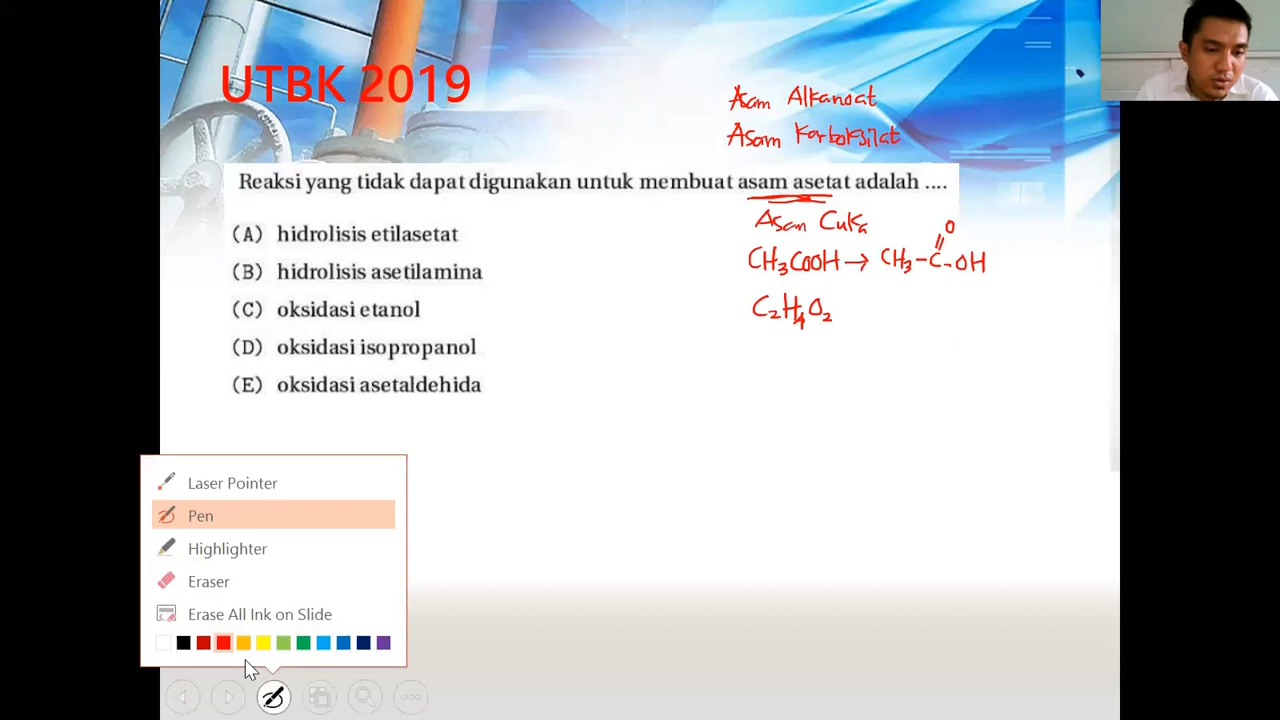 UTBK 2019
Asam Alkanoat
Asam Karboksilat
Reaksi yang tidak dapat digunakan untuk membuat asam asetat adalah ....
Asam Cuka
(A) hidrolisis etilasetat
(B) hidrolisis asetilamina
CH₃COOH → CH₃-C-OH
O
(C) oksidasi etanol
C₂H₄O₂
(D) oksidasi isopropanol
(E) oksidasi asetaldehida
Laser Pointer
Pen
Highlighter
Eraser
Erase All Ink on Slide